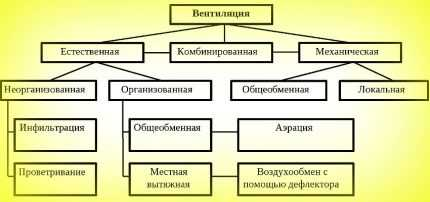 Вентиляция
Естественная
Комбинированная
Механическая
Неорганизованная
Организованная
Общеобменная
Локальная
Инфильтрация
Общеобменная
Аэрация
Проветривание
Местная
вытяжная
Воздухообмен с
помощью дефлектора